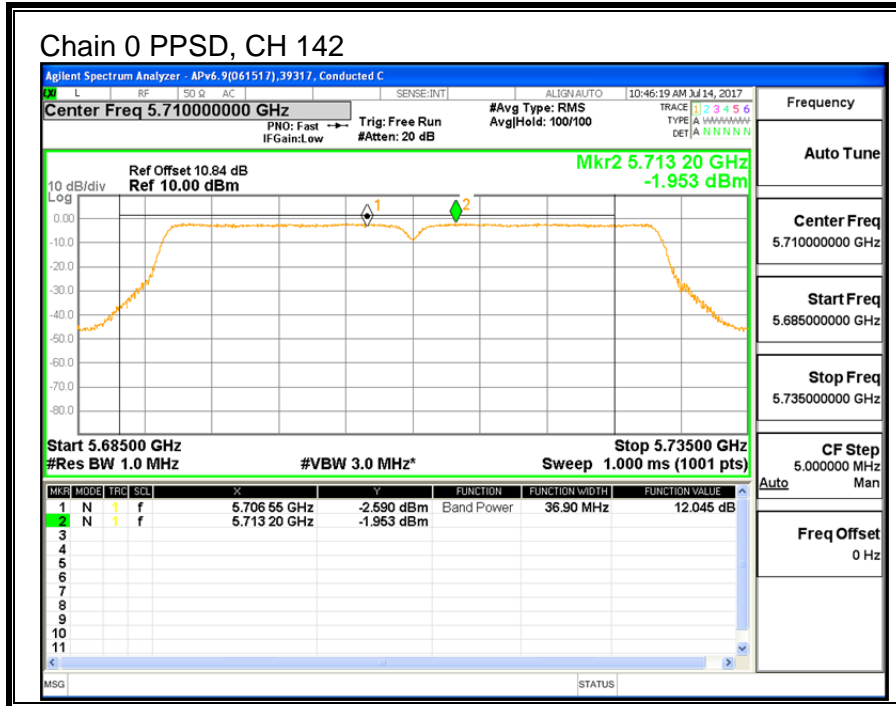 Chain 0 PPSD, CH 142
Agilent Spectrum Analyzer - APv6.9(061517),39317, Conducted C
LXI L RF 50 Ω AC SENSE:INT ALIGN AUTO 10:46:19 AM Jul 14, 2017
Center Freq 5.710000000 GHz
PNO: Fast
IFGain:Low
Trig: Free Run
#Atten: 20 dB
#Avg Type: RMS
Avg|Hold: 100/100
TRACE 1 2 3 4 5 6
TYPE A WWWWW
DET A N N N N N
Mkr2 5.713 20 GHz
-1.953 dBm
Ref Offset 10.84 dB
10 dB/div Ref 10.00 dBm
Log
1
2
0.00
-10.0
-20.0
-30.0
-40.0
-50.0
-60.0
-70.0
-80.0
Start 5.68500 GHz Stop 5.73500 GHz
#Res BW 1.0 MHz #VBW 3.0 MHz* Sweep 1.000 ms (1001 pts)
MKR MODE TRC SCL X Y FUNCTION FUNCTION WIDTH FUNCTION VALUE
1 N 1 f 5.706 55 GHz -2.590 dBm Band Power 36.90 MHz 12.045 dB
2 N 1 f 5.713 20 GHz -1.953 dBm
3
4
5
6
7
8
9
10
11
MSG STATUS
Frequency
Auto Tune
Center Freq
5.710000000 GHz
Start Freq
5.685000000 GHz
Stop Freq
5.735000000 GHz
CF Step
5.000000 MHz
Auto Man
Freq Offset
0 Hz